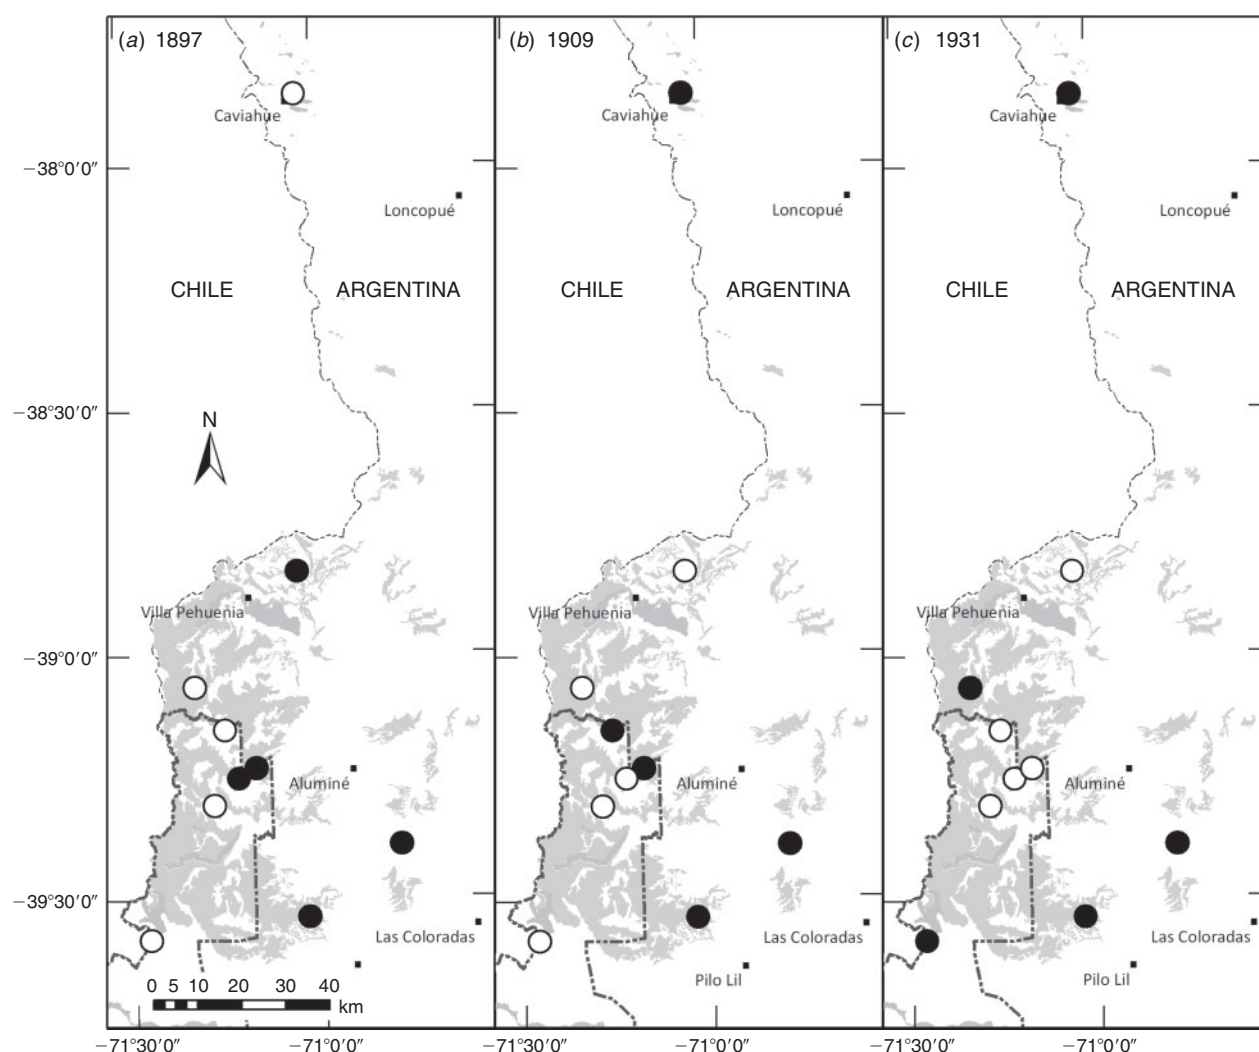 (a) 1897
(b) 1909
(c) 1931
Caviahue
Caviahue
Caviahue
−38°0′0″
Loncopué
Loncopué
Loncopué
CHILE
ARGENTINA
CHILE
ARGENTINA
CHILE
ARGENTINA
−38°30′0″
N
Villa Pehuenia
Villa Pehuenia
Villa Pehuenia
−39°0′0″
Aluminé
Aluminé
Aluminé
−39°30′0″
Las Coloradas
Las Coloradas
Las Coloradas
Pilo Lil
Pilo Lil
0 5 10 20 30 40
km
−71°30′0″
−71°0′0″
−71°30′0″
−71°0′0″
−71°30′0″
−71°0′0″